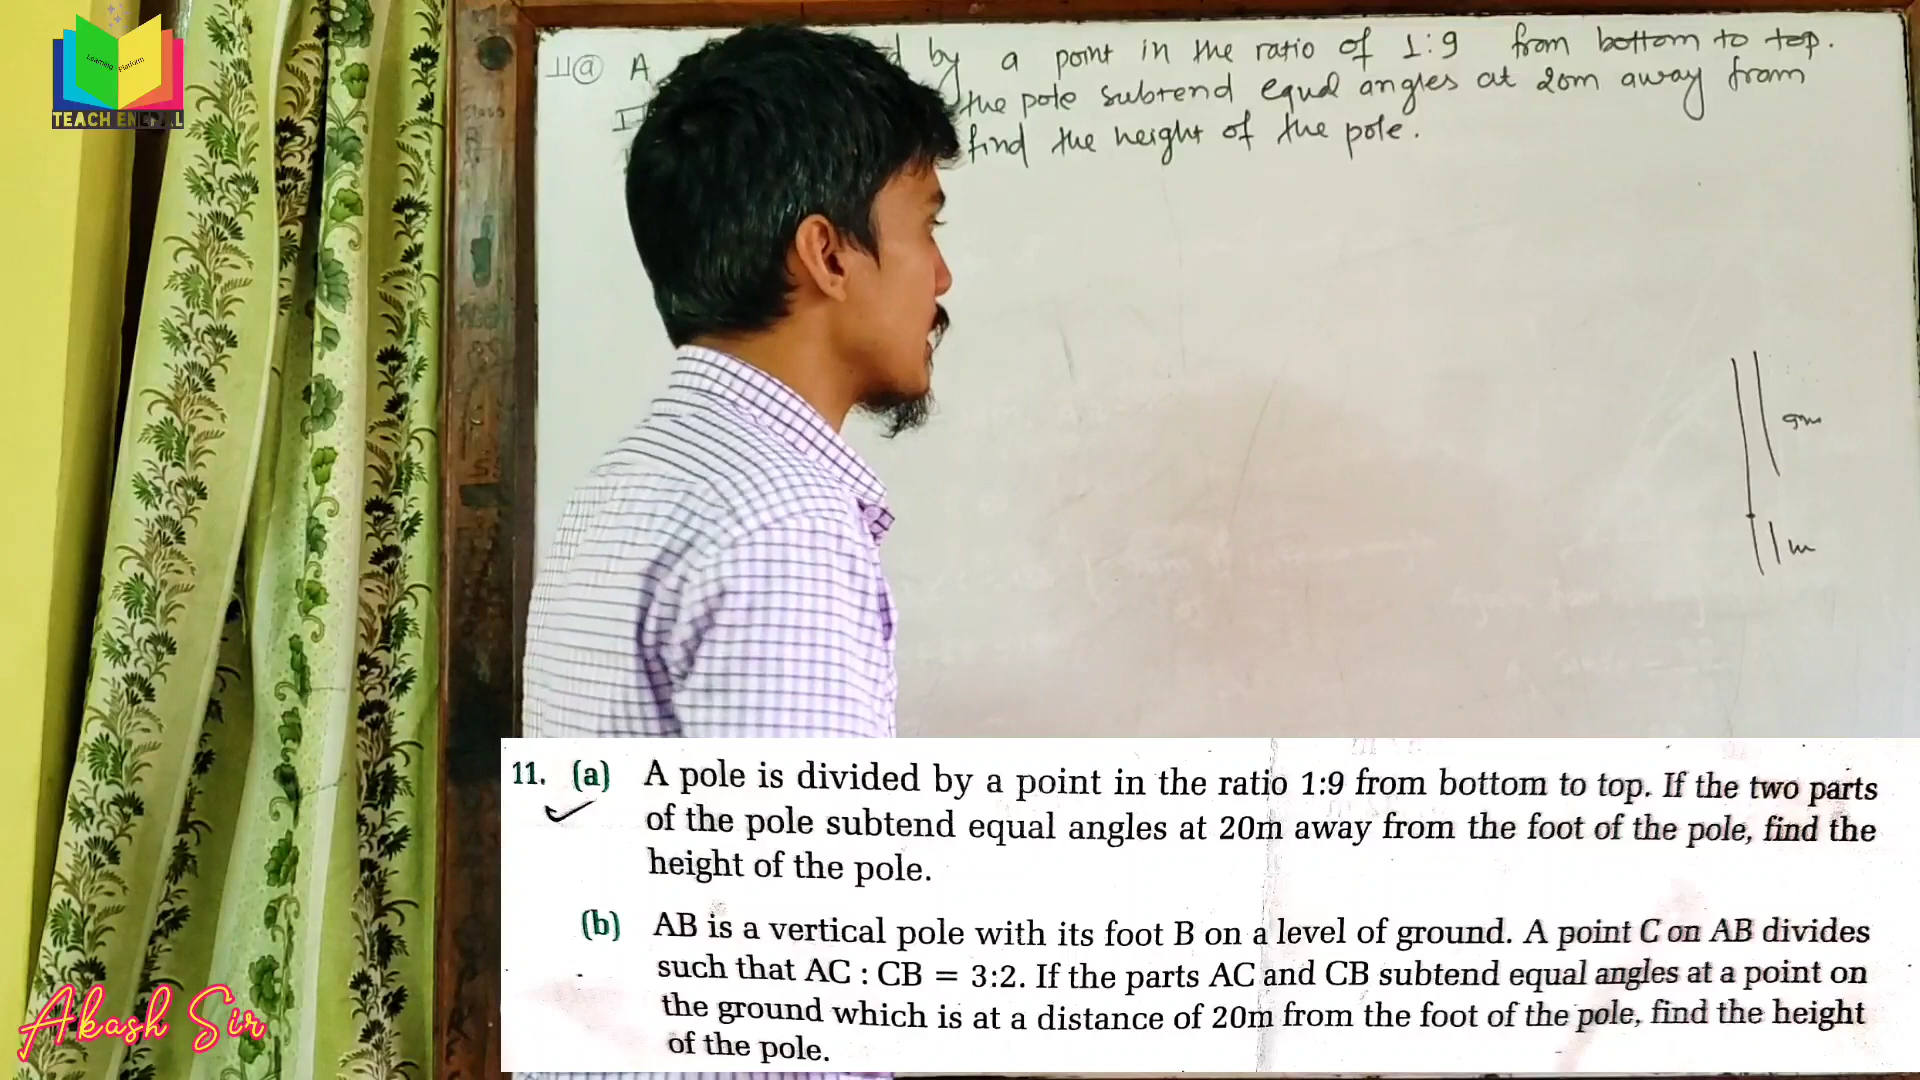 Learning Platform
TEACH ENEPAL
11 (a) A by a point in the ratio of 1:9 from bottom to top.
I the pole subtend equal angles at 20m away from
find the height of the pole.
9m
1m
11. (a) A pole is divided by a point in the ratio 1:9 from bottom to top. If the two parts
of the pole subtend equal angles at 20m away from the foot of the pole, find the
height of the pole.
(b) AB is a vertical pole with its foot B on a level of ground. A point C on AB divides
such that AC : CB = 3:2. If the parts AC and CB subtend equal angles at a point on
the ground which is at a distance of 20m from the foot of the pole, find the height
of the pole.
Akash Sir